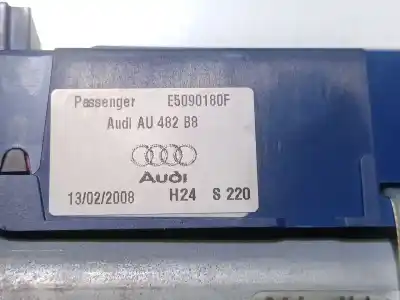 Passenger E5090180F
Audi AU 482 B8
Audi
13/02/2008 H24 S 220